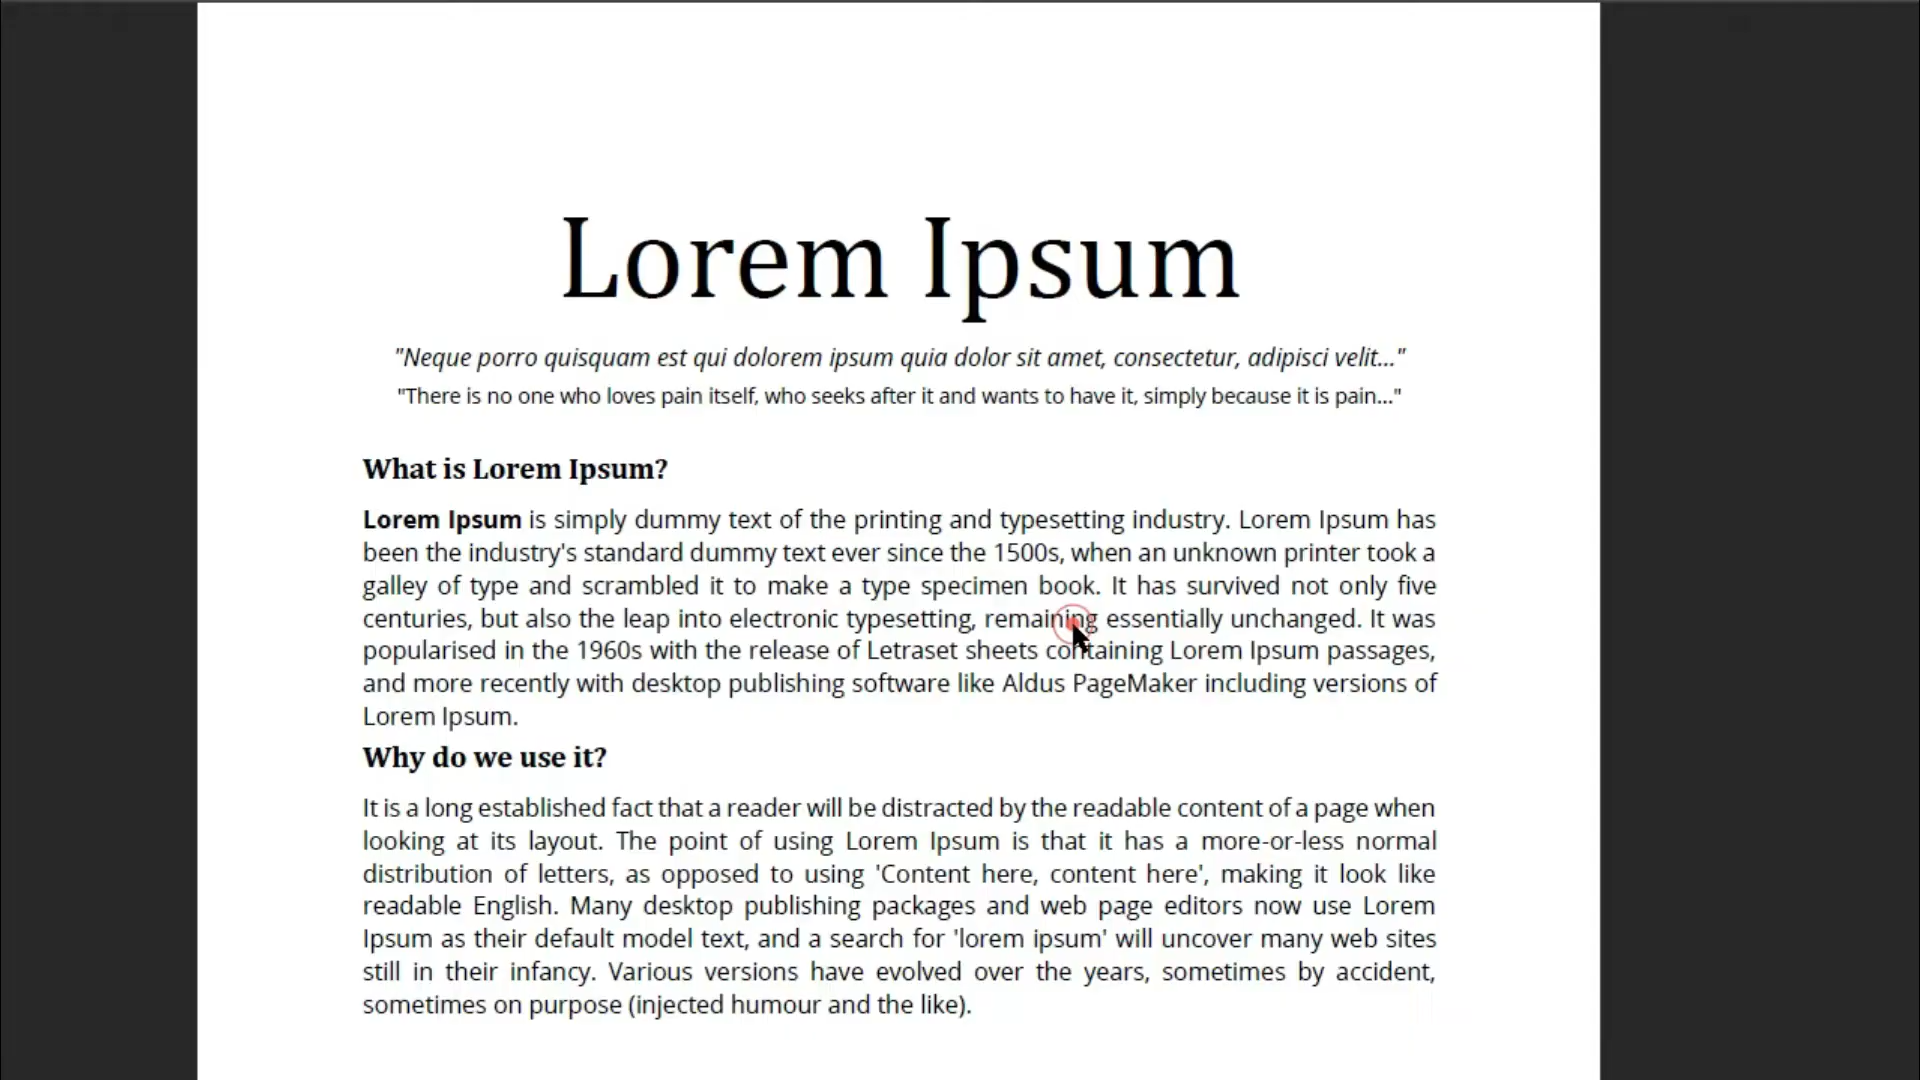 Lorem Ipsum
"Neque porro quisquam est qui dolorem ipsum quia dolor sit amet, consectetur, adipisci velit..."
"There is no one who loves pain itself, who seeks after it and wants to have it, simply because it is pain..."
What is Lorem Ipsum?
Lorem Ipsum is simply dummy text of the printing and typesetting industry. Lorem Ipsum has
been the industry's standard dummy text ever since the 1500s, when an unknown printer took a
galley of type and scrambled it to make a type specimen book. It has survived not only five
centuries, but also the leap into electronic typesetting, remaining essentially unchanged. It was
popularised in the 1960s with the release of Letraset sheets containing Lorem Ipsum passages,
and more recently with desktop publishing software like Aldus PageMaker including versions of
Lorem Ipsum.
Why do we use it?
It is a long established fact that a reader will be distracted by the readable content of a page when
looking at its layout. The point of using Lorem Ipsum is that it has a more-or-less normal
distribution of letters, as opposed to using 'Content here, content here', making it look like
readable English. Many desktop publishing packages and web page editors now use Lorem
Ipsum as their default model text, and a search for 'lorem ipsum' will uncover many web sites
still in their infancy. Various versions have evolved over the years, sometimes by accident,
sometimes on purpose (injected humour and the like).